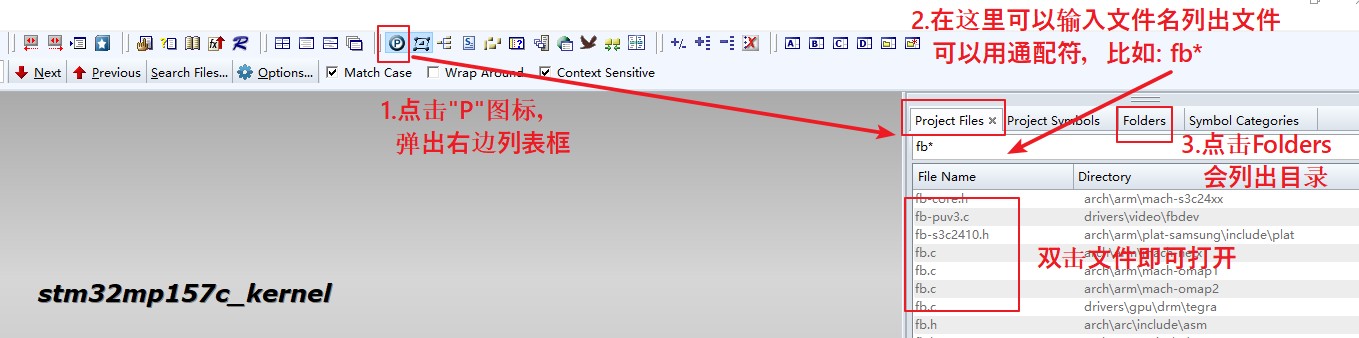 2.在这里可以输入文件名列出文件
可以用通配符，比如: fb*
Next Previous Search Files... Options... Match Case Wrap Around Context Sensitive
1.点击"P"图标，
弹出右边列表框
Project Files Project Symbols Folders Symbol Categories
fb*
3.点击Folders
会列出目录
File Name Directory
fb-core.h arch\arm\mach-s3c24xx
fb-puv3.c drivers\video\fbdev
fb-s3c2410.h arch\arm\plat-samsung\include\plat
双击文件即可打开
fb.c arch\arm\mach-netx
fb.c arch\arm\mach-omap1
fb.c arch\arm\mach-omap2
fb.c drivers\gpu\drm\tegra
fb.h arch\arc\include\asm
stm32mp157c_kernel